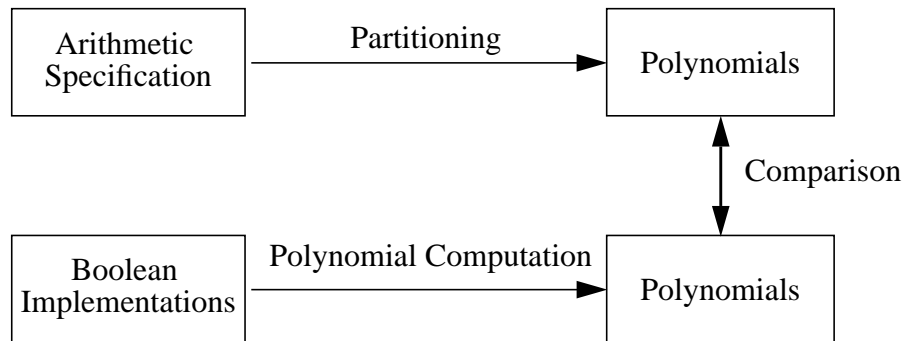 Arithmetic
Specification
Partitioning
Polynomials
Comparison
Boolean
Implementations
Polynomial Computation
Polynomials